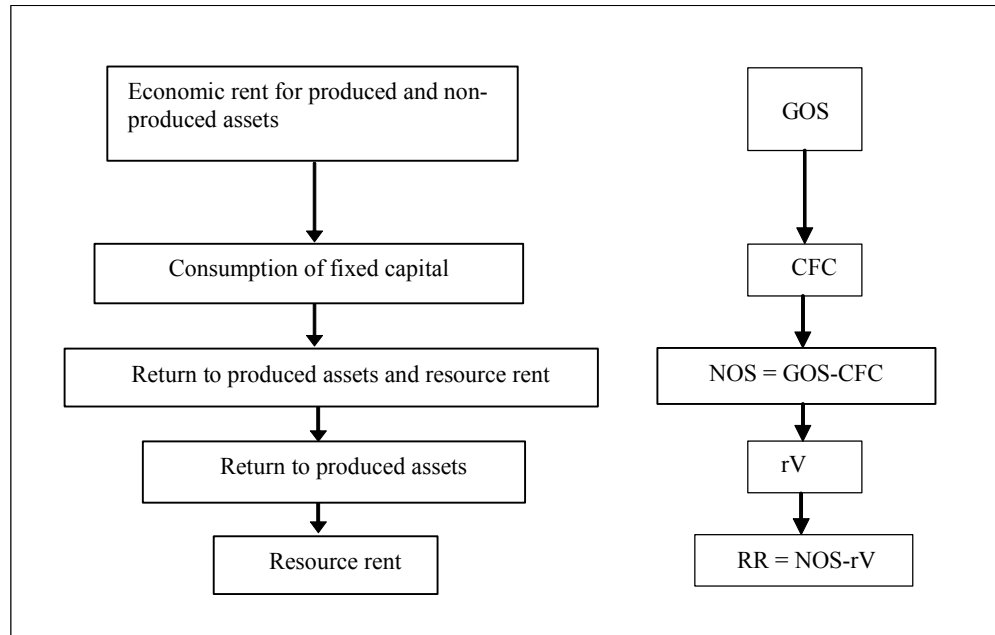 Economic rent for produced and non-
produced assets
GOS
Consumption of fixed capital
CFC
Return to produced assets and resource rent
NOS = GOS-CFC
Return to produced assets
rV
Resource rent
RR = NOS-rV